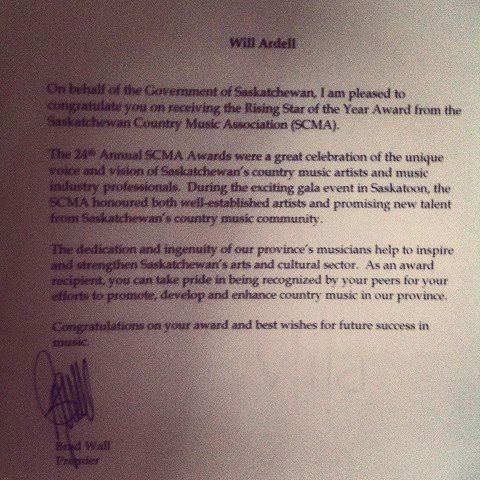 Will Ardell
On behalf of the Government of Saskatchewan, I am pleased to
congratulate you on receiving the Rising Star of the Year Award from the
Saskatchewan Country Music Association (SCMA).
The 24th Annual SCMA Awards were a great celebration of the unique
voice and vision of Saskatchewan's country music artists and music
industry professionals. During the exciting gala event in Saskatoon, the
SCMA honoured both well-established artists and promising new talent
from Saskatchewan's country music community.
The dedication and ingenuity of our province's musicians help to inspire
and strengthen Saskatchewan's arts and cultural sector. As an award
recipient, you can take pride in being recognized by your peers for your
efforts to promote, develop and enhance country music in our province.
Congratulations on your award and best wishes for future success in
music.
Brad Wall
Premier